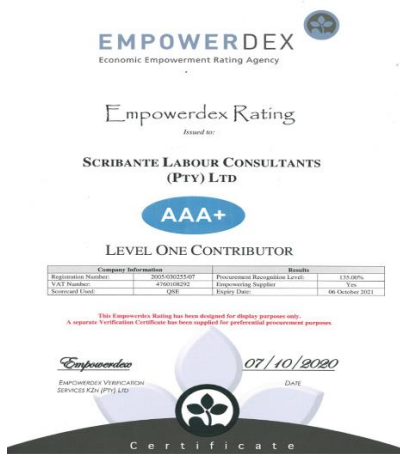 EMPOWERDEX
Economic Empowerment Rating Agency
Empowerdex Rating
Issued to:
SCRIBANTE LABOUR CONSULTANTS
(PTY) LTD
AAA+
LEVEL ONE CONTRIBUTOR
Company Information Results
Registration Number: 2005/030255/07 Procurement Recognition Level: 135.00%
VAT Number: 4760108292 Empowering Supplier Yes
Scorecard Used: QSE Expiry Date: 06 October 2021
This Empowerdex Rating has been designed for display purposes only.
A separate Verification Certificate has been supplied for preferential procurement purposes
Empowerdex 07/10/2020
EMPOWERDEX VERIFICATION DATE
SERVICES KZN (PTY) LTD
Certificate